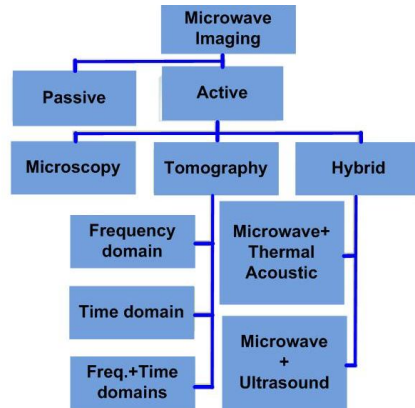 Microwave
Imaging
Passive
Active
Microscopy
Tomography
Hybrid
Frequency
domain
Time domain
Freq.+Time
domains
Microwave+
Thermal
Acoustic
Microwave
+
Ultrasound